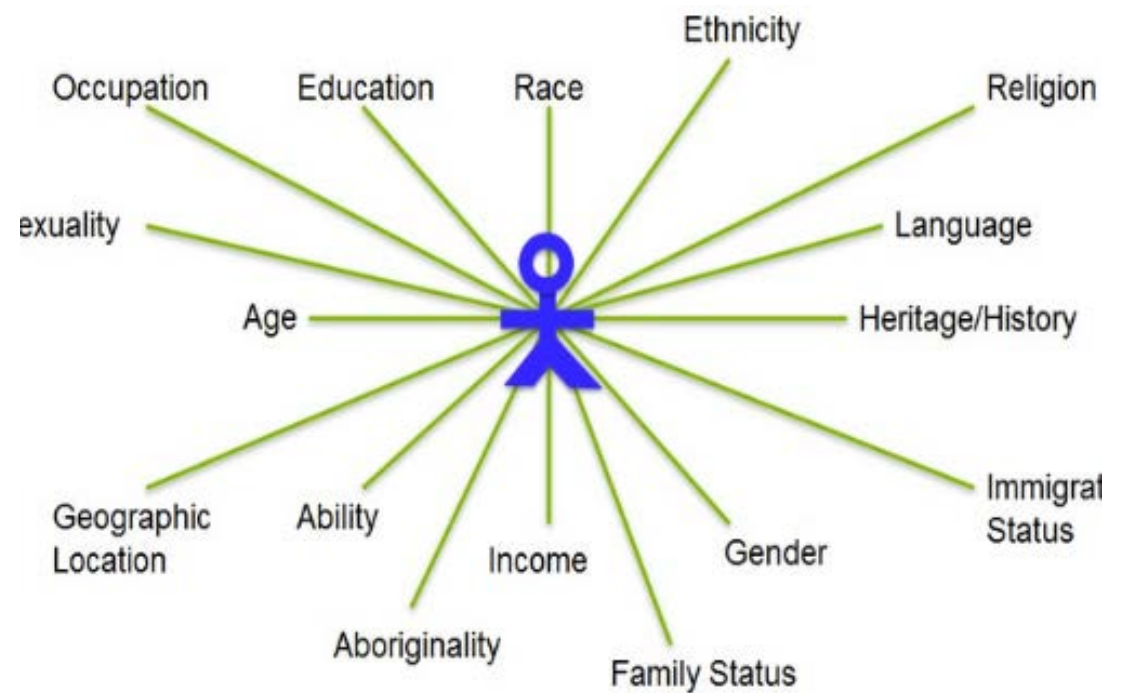 Ethnicity
Occupation
Education
Race
Religion
exuality
Language
Age
Heritage/History
Geographic
Location
Ability
Income
Gender
Immigrat
Status
Aboriginality
Family Status